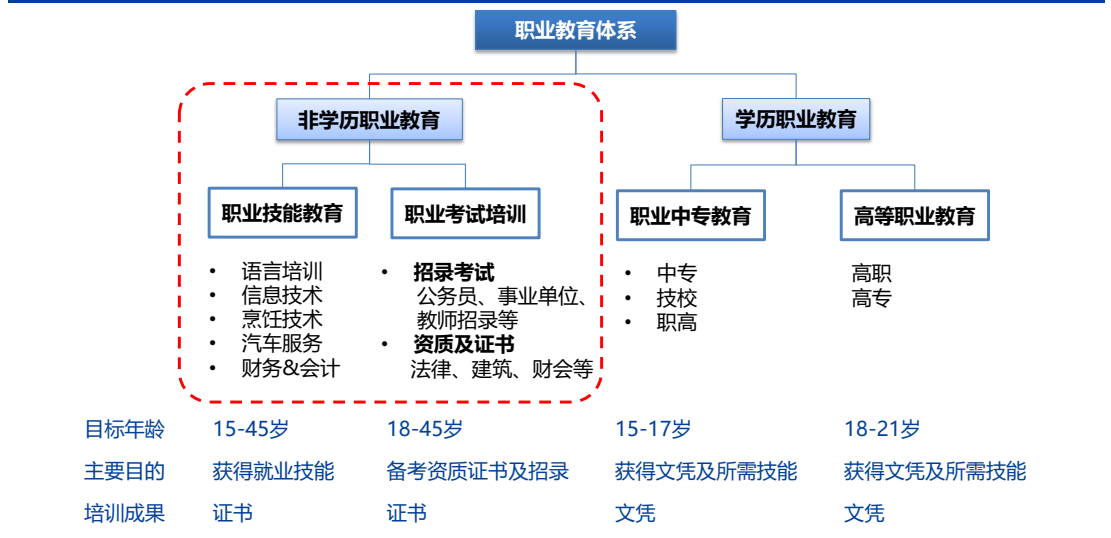 职业教育体系
非学历职业教育
学历职业教育
职业技能教育
职业考试培训
职业中专教育
高等职业教育
• 语言培训
• 信息技术
• 烹饪技术
• 汽车服务
• 财务&会计
• 招录考试
公务员、事业单位、
教师招录等
• 资质及证书
法律、建筑、财会等
• 中专
• 技校
• 职高
高职
高专
目标年龄 15-45岁 18-45岁 15-17岁 18-21岁
主要目的 获得就业技能 备考资质证书及招录 获得文凭及所需技能 获得文凭及所需技能
培训成果 证书 证书 文凭 文凭